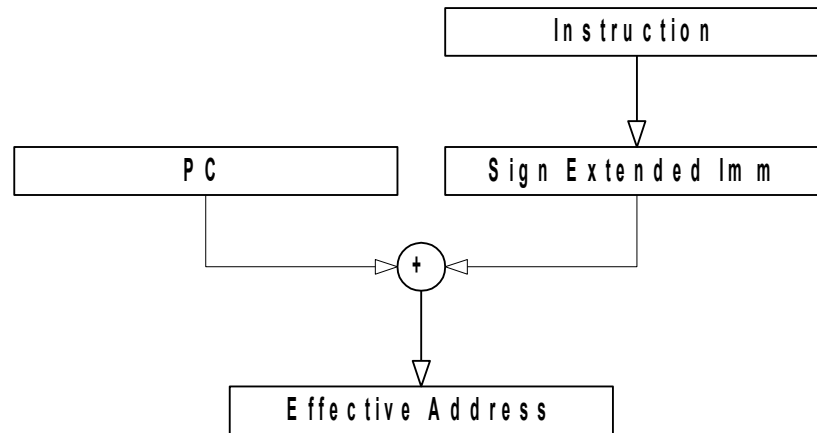 Instruction
PC
Sign Extended Imm
+
Effective Address